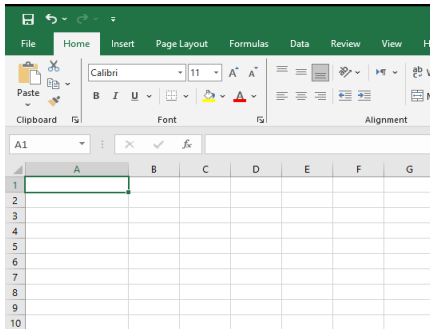 File Home Insert Page Layout Formulas Data Review View
Calibri 11 A A ab
Paste B I U A
Clipboard Font Alignment
A1 fx
A B C D E F G
1
2
3
4
5
6
7
8
9
10